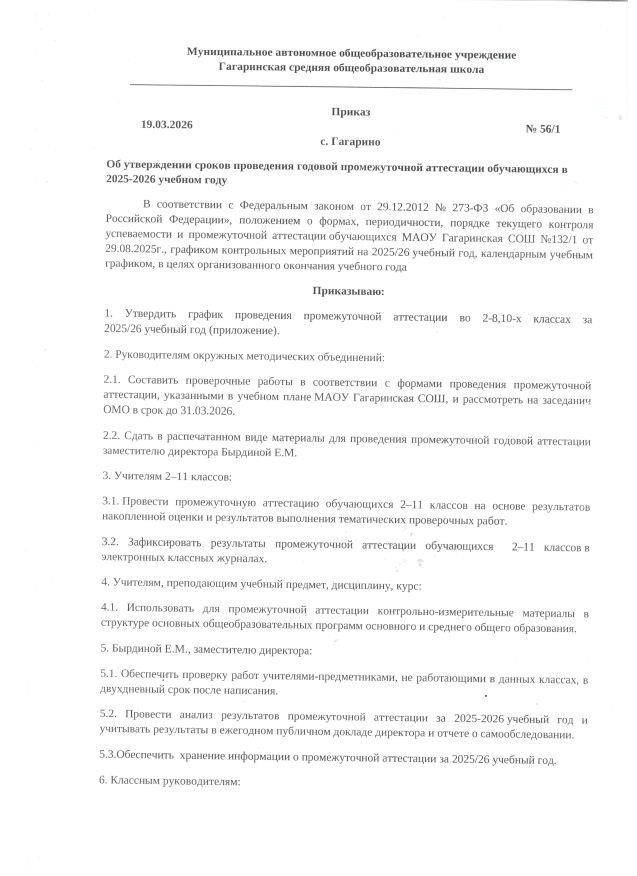 Муниципальное автономное общеобразовательное учреждение
Гагаринская средняя общеобразовательная школа
Приказ
19.03.2026
№ 56/1
с. Гагарино
Об утверждении сроков проведения годовой промежуточной аттестации обучающихся в
2025-2026 учебном году
В соответствии с Федеральным законом от 29.12.2012 № 273-ФЗ «Об образовании в
Российской Федерации», положением о формах, периодичности, порядке текущего контроля
успеваемости и промежуточной аттестации обучающихся МАОУ Гагаринская СОШ №132/1 от
29.08.2025г., графиком контрольных мероприятий на 2025/26 учебный год, календарным учебным
графиком, в целях организованного окончания учебного года
Приказываю:
1. Утвердить график проведения промежуточной аттестации во 2-8,10-х классах за
2025/26 учебный год (приложение).
2. Руководителям окружных методических объединений:
2.1. Составить проверочные работы в соответствии с формами проведения промежуточной
аттестации, указанными в учебном плане МАОУ Гагаринская СОШ, и рассмотреть на заседании
ОМО в срок до 31.03.2026.
2.2. Сдать в распечатанном виде материалы для проведения промежуточной годовой аттестации
заместителю директора Бырдиной Е.М.
3. Учителям 2–11 классов:
3.1. Провести промежуточную аттестацию обучающихся 2–11 классов на основе результатов
накопленной оценки и результатов выполнения тематических проверочных работ.
3.2. Зафиксировать результаты промежуточной аттестации обучающихся 2–11 классов в
электронных классных журналах.
4. Учителям, преподающим учебный предмет, дисциплину, курс:
4.1. Использовать для промежуточной аттестации контрольно-измерительные материалы в
структуре основных общеобразовательных программ основного и среднего общего образования.
5. Бырдиной Е.М., заместителю директора:
5.1. Обеспечить проверку работ учителями-предметниками, не работающими в данных классах, в
двухдневный срок после написания.
5.2. Провести анализ результатов промежуточной аттестации за 2025-2026 учебный год и
учитывать результаты в ежегодном публичном докладе директора и отчете о самообследовании.
5.3.Обеспечить хранение информации о промежуточной аттестации за 2025/26 учебный год.
6. Классным руководителям: